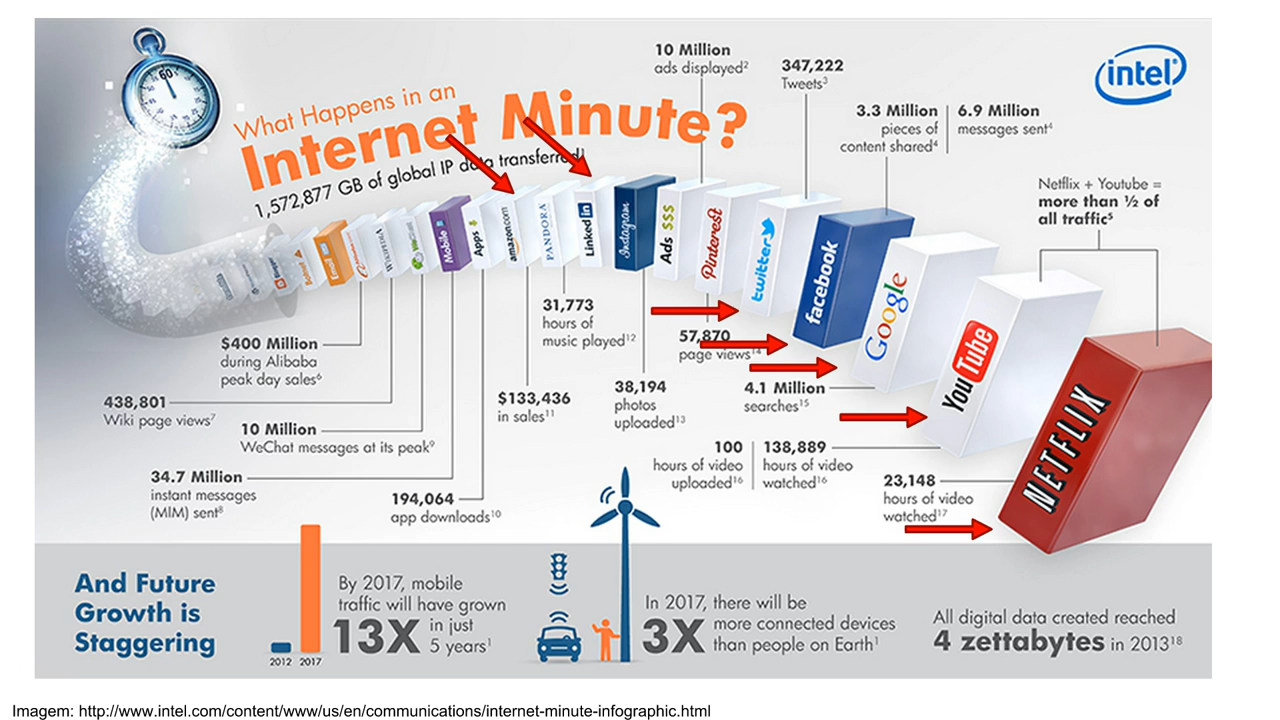 What Happens in an
Internet Minute?
1,572,877 GB of global IP data transferred¹
intel
10 Million
ads displayed²
347,222
Tweets³
3.3 Million
pieces of
content shared⁴
6.9 Million
messages sent⁴
Netflix + Youtube =
more than ½ of
all traffic⁵
60
Email
WIKIPEDIA
Mobile
Apps
amazon.com
PANDORA
Linked in
Instagram
Ads $$$
Pinterest
twitter
facebook
Google
YouTube
NETFLIX
$400 Million
during Alibaba
peak day sales⁶
438,801
Wiki page views⁷
10 Million
WeChat messages at its peak⁹
34.7 Million
instant messages
(MIM) sent⁸
194,064
app downloads¹⁰
$133,436
in sales¹¹
31,773
hours of
music played¹²
38,194
photos
uploaded¹³
57,870
page views¹⁴
4.1 Million
searches¹⁵
100
hours of video
uploaded¹⁶
138,889
hours of video
watched¹⁶
23,148
hours of video
watched¹⁷
And Future
Growth is
Staggering
2012 2017
By 2017, mobile
traffic will have grown
13X in just
5 years¹
In 2017, there will be
3X more connected devices
than people on Earth¹
All digital data created reached
4 zettabytes in 2013¹⁸
Imagem: http://www.intel.com/content/www/us/en/communications/internet-minute-infographic.html